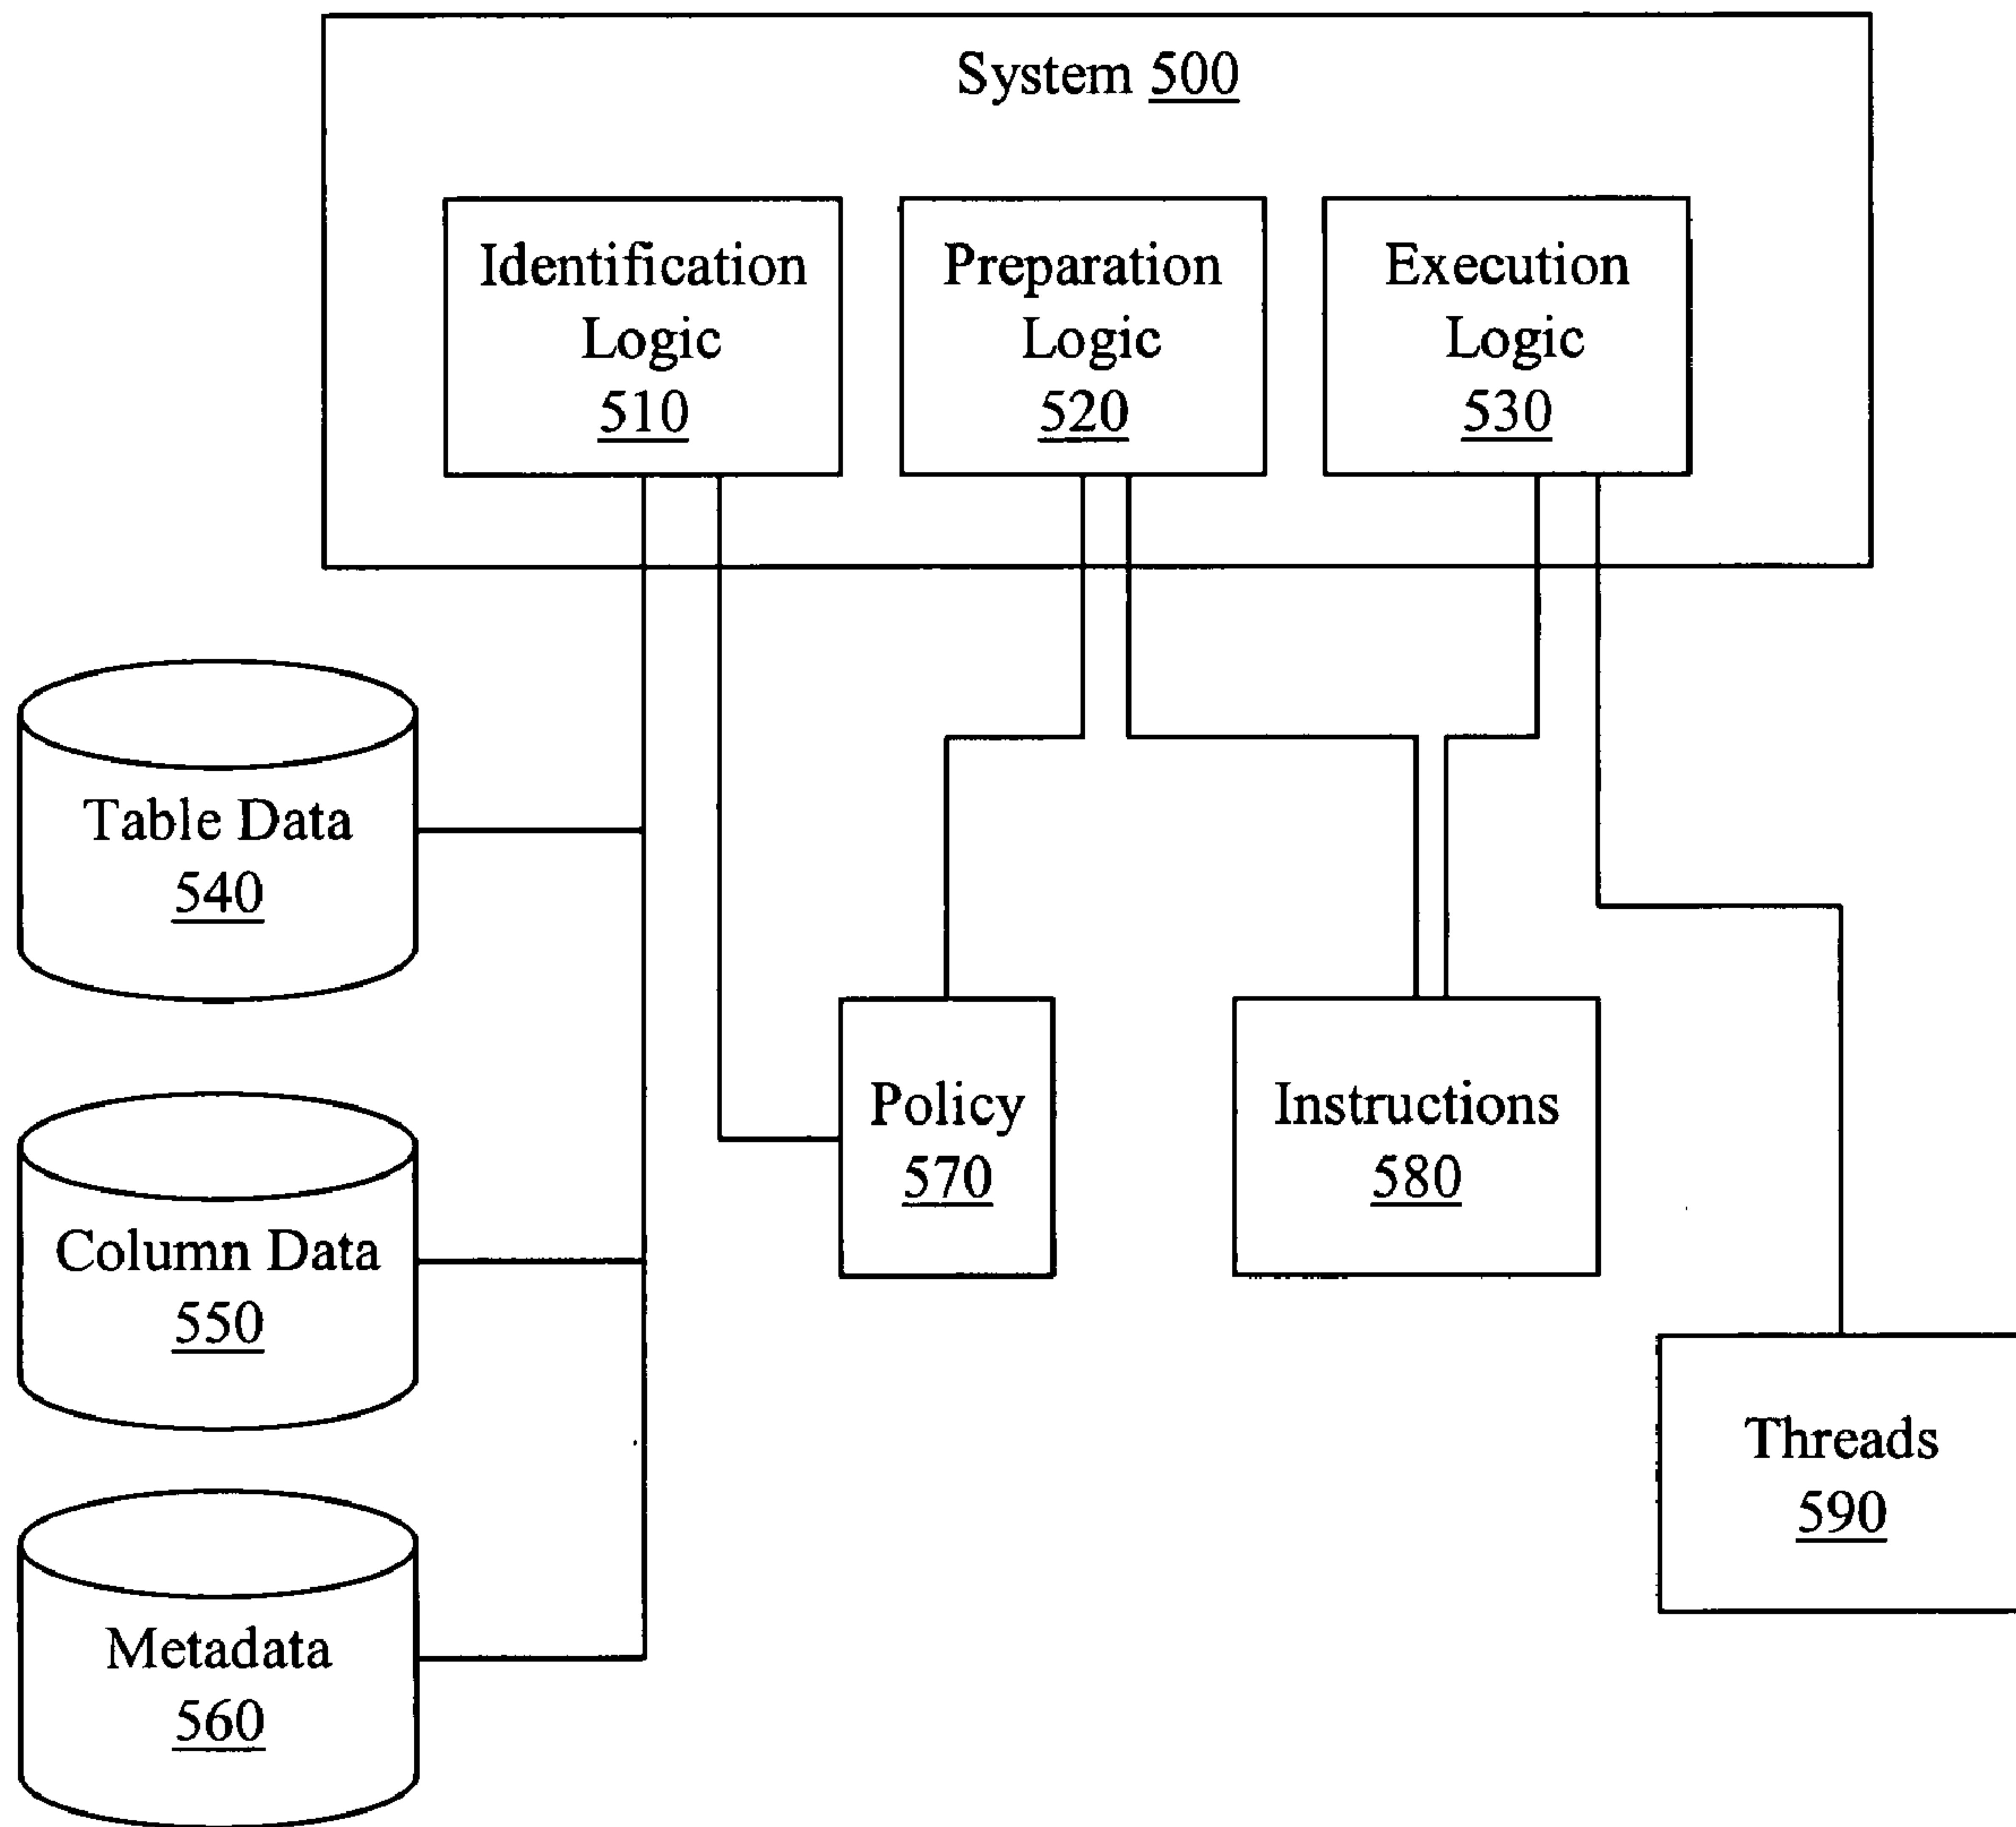 System 500
Identification
Logic
510
Preparation
Logic
520
Execution
Logic
530
Table Data
540
Column Data
550
Metadata
560
Policy
570
Instructions
580
Threads
590